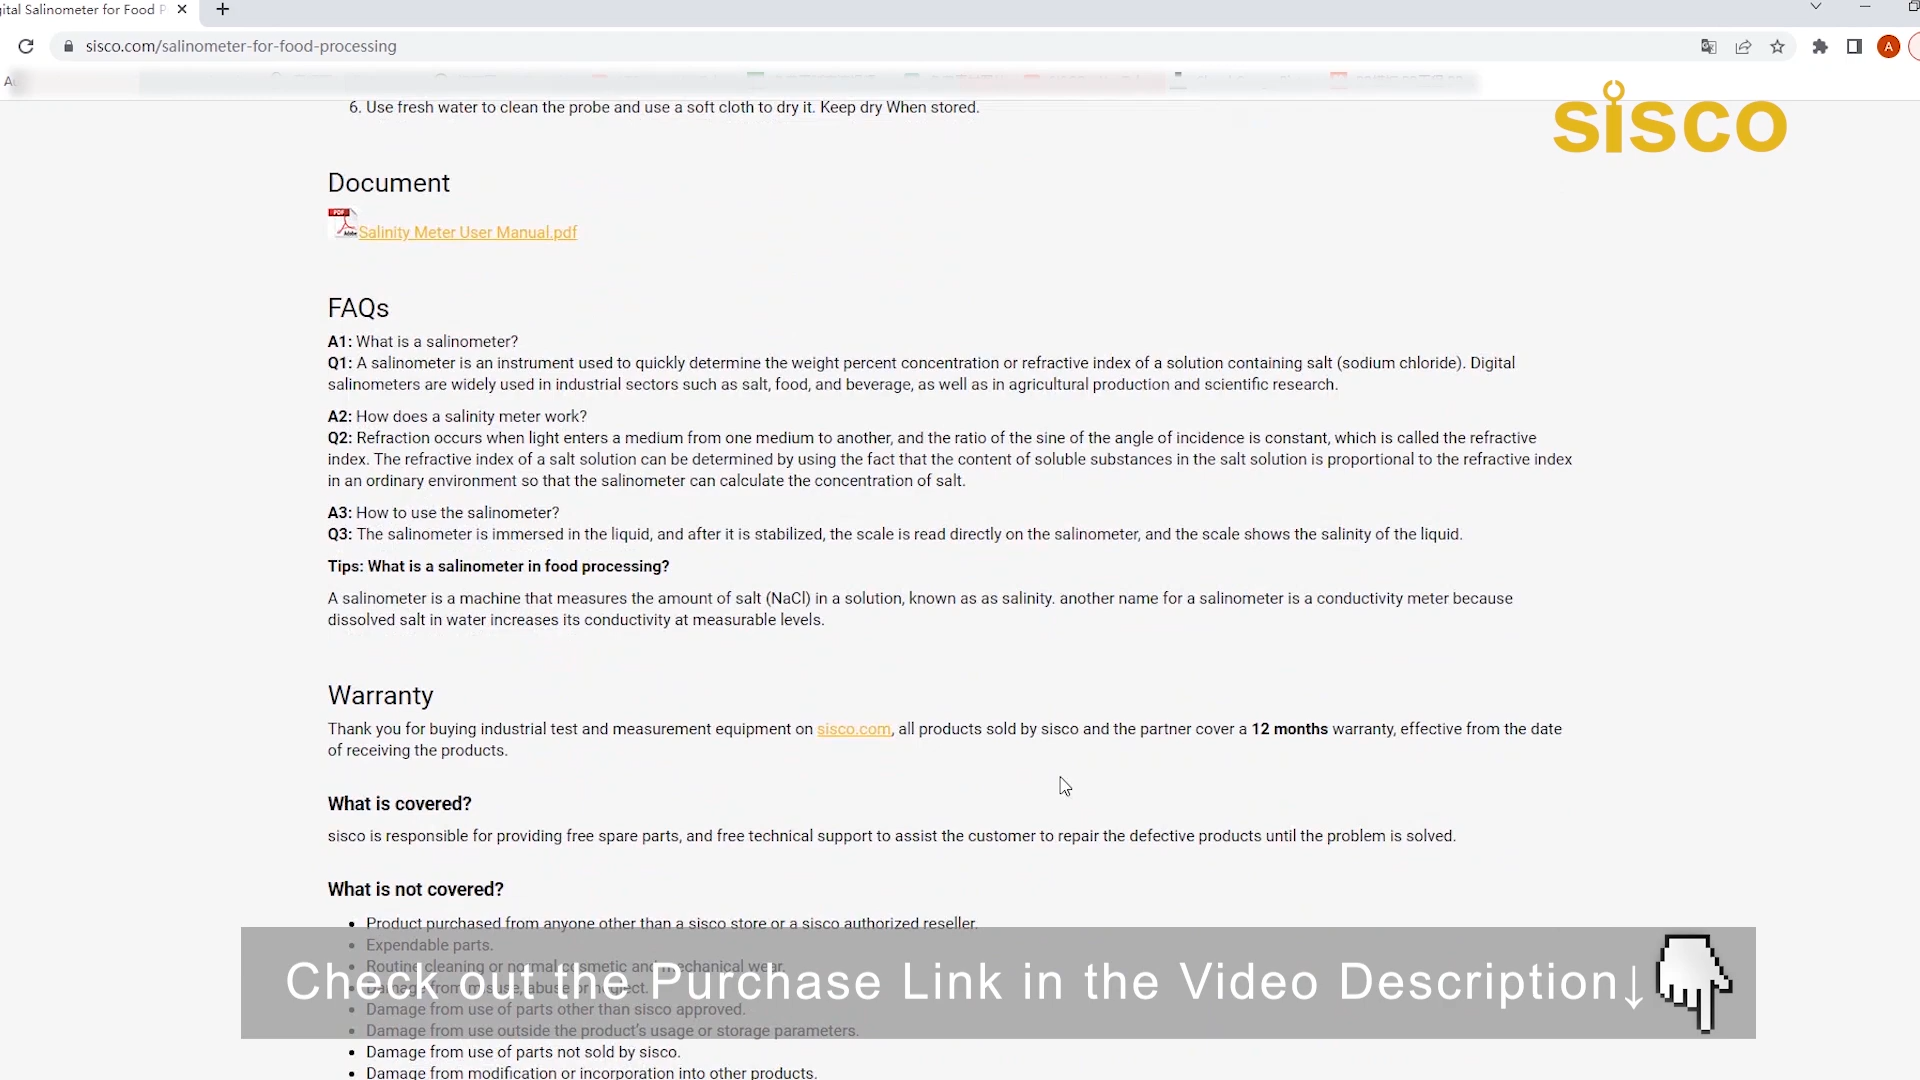 gital Salinometer for Food P
sisco.com/salinometer-for-food-processing
A
sisco
6. Use fresh water to clean the probe and use a soft cloth to dry it. Keep dry When stored.
Document
PDF
Adobe
Salinity Meter User Manual.pdf
FAQs
A1: What is a salinometer?
Q1: A salinometer is an instrument used to quickly determine the weight percent concentration or refractive index of a solution containing salt (sodium chloride). Digital
salinometers are widely used in industrial sectors such as salt, food, and beverage, as well as in agricultural production and scientific research.
A2: How does a salinity meter work?
Q2: Refraction occurs when light enters a medium from one medium to another, and the ratio of the sine of the angle of incidence is constant, which is called the refractive
index. The refractive index of a salt solution can be determined by using the fact that the content of soluble substances in the salt solution is proportional to the refractive index
in an ordinary environment so that the salinometer can calculate the concentration of salt.
A3: How to use the salinometer?
Q3: The salinometer is immersed in the liquid, and after it is stabilized, the scale is read directly on the salinometer, and the scale shows the salinity of the liquid.
Tips: What is a salinometer in food processing?
A salinometer is a machine that measures the amount of salt (NaCl) in a solution, known as as salinity. another name for a salinometer is a conductivity meter because
dissolved salt in water increases its conductivity at measurable levels.
Warranty
Thank you for buying industrial test and measurement equipment on sisco.com, all products sold by sisco and the partner cover a 12 months warranty, effective from the date
of receiving the products.
What is covered?
sisco is responsible for providing free spare parts, and free technical support to assist the customer to repair the defective products until the problem is solved.
What is not covered?
• Product purchased from anyone other than a sisco store or a sisco authorized reseller.
• Expendable parts.
• Routine cleaning or normal cosmetic and mechanical wear.
• Damage from misuse, abuse or neglect.
Check out the Purchase Link in the Video Description↓
• Damage from use of parts other than sisco approved.
• Damage from use outside the product's usage or storage parameters.
• Damage from use of parts not sold by sisco.
• Damage from modification or incorporation into other products.